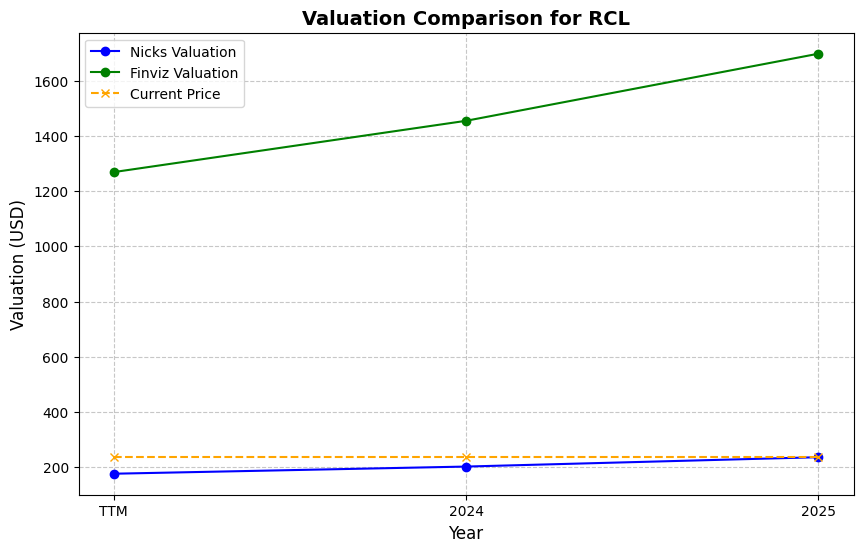 Valuation Comparison for RCL
Nicks Valuation
Finviz Valuation
Current Price
Valuation (USD)
1600
1400
1200
1000
800
600
400
200
TTM
2024
2025
Year